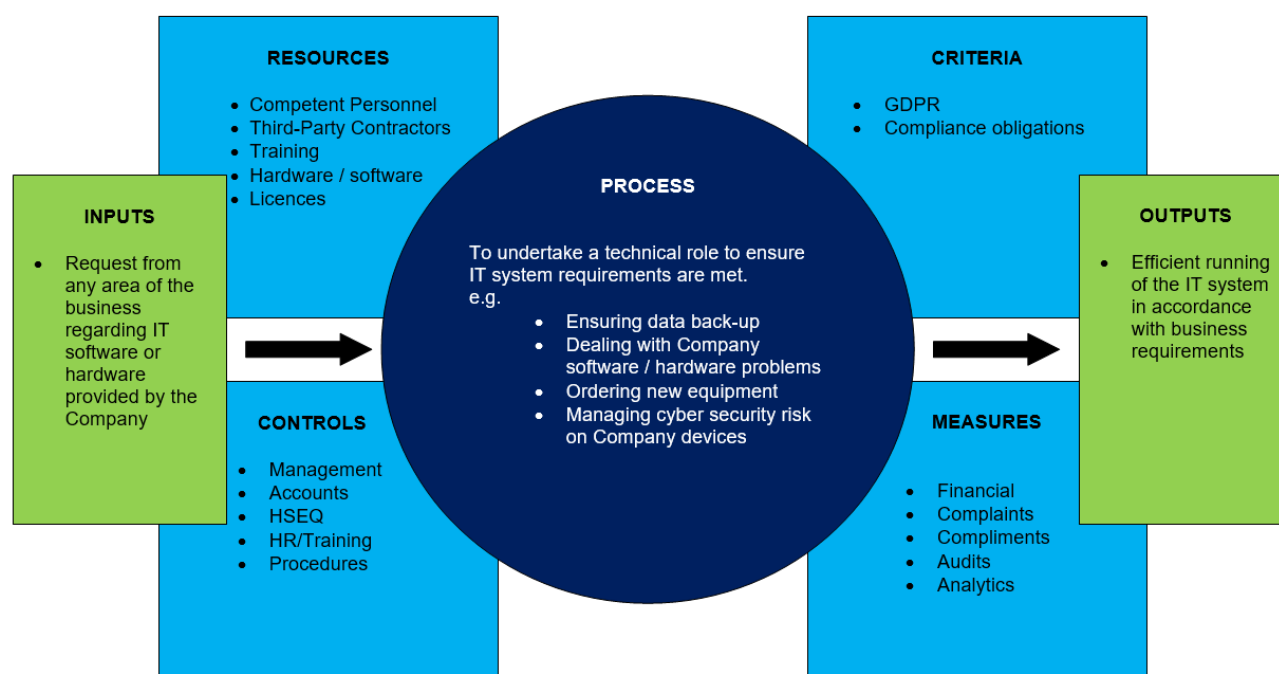 RESOURCES
• Competent Personnel
• Third-Party Contractors
• Training
• Hardware / software
• Licences
CRITERIA
• GDPR
• Compliance obligations
INPUTS
• Request from
any area of the
business
regarding IT
software or
hardware
provided by the
Company
PROCESS
To undertake a technical role to ensure
IT system requirements are met.
e.g.
• Ensuring data back-up
• Dealing with Company
software / hardware problems
• Ordering new equipment
• Managing cyber security risk
on Company devices
OUTPUTS
• Efficient running
of the IT system
in accordance
with business
requirements
CONTROLS
• Management
• Accounts
• HSEQ
• HR/Training
• Procedures
MEASURES
• Financial
• Complaints
• Compliments
• Audits
• Analytics